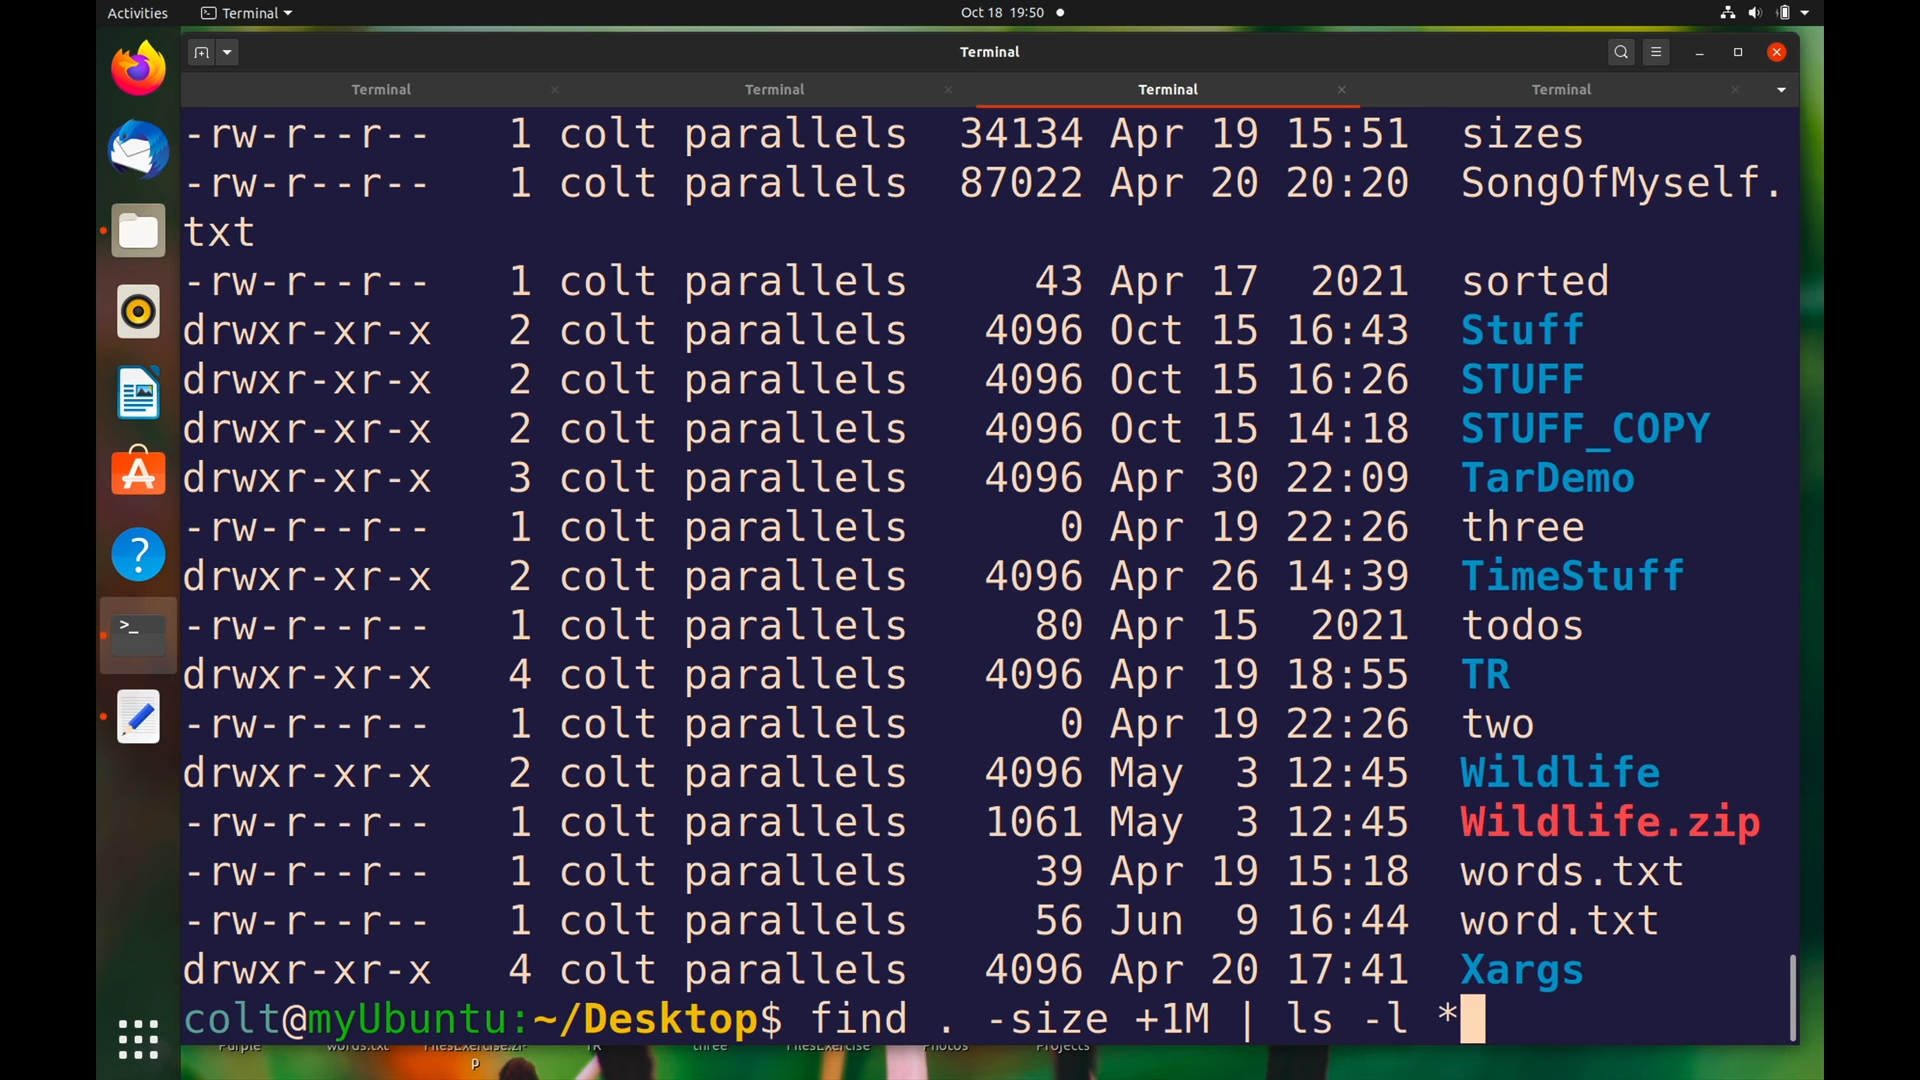 Activities Terminal Oct 18 19:50
Terminal
Terminal Terminal Terminal Terminal
-rw-r--r-- 1 colt parallels 34134 Apr 19 15:51 sizes
-rw-r--r-- 1 colt parallels 87022 Apr 20 20:20 SongOfMyself.
txt
-rw-r--r-- 1 colt parallels 43 Apr 17 2021 sorted
drwxr-xr-x 2 colt parallels 4096 Oct 15 16:43 Stuff
drwxr-xr-x 2 colt parallels 4096 Oct 15 16:26 STUFF
drwxr-xr-x 2 colt parallels 4096 Oct 15 14:18 STUFF_COPY
drwxr-xr-x 3 colt parallels 4096 Apr 30 22:09 TarDemo
-rw-r--r-- 1 colt parallels 0 Apr 19 22:26 three
drwxr-xr-x 2 colt parallels 4096 Apr 26 14:39 TimeStuff
-rw-r--r-- 1 colt parallels 80 Apr 15 2021 todos
drwxr-xr-x 4 colt parallels 4096 Apr 19 18:55 TR
-rw-r--r-- 1 colt parallels 0 Apr 19 22:26 two
drwxr-xr-x 2 colt parallels 4096 May 3 12:45 Wildlife
-rw-r--r-- 1 colt parallels 1061 May 3 12:45 Wildlife.zip
-rw-r--r-- 1 colt parallels 39 Apr 19 15:18 words.txt
-rw-r--r-- 1 colt parallels 56 Jun 9 16:44 word.txt
drwxr-xr-x 4 colt parallels 4096 Apr 20 17:41 Xargs
colt@myUbuntu:~/Desktop$ find . -size +1M | ls -l *
Purple words.txt FilesExercise.zi TR three FilesExercise Photos Projects
p